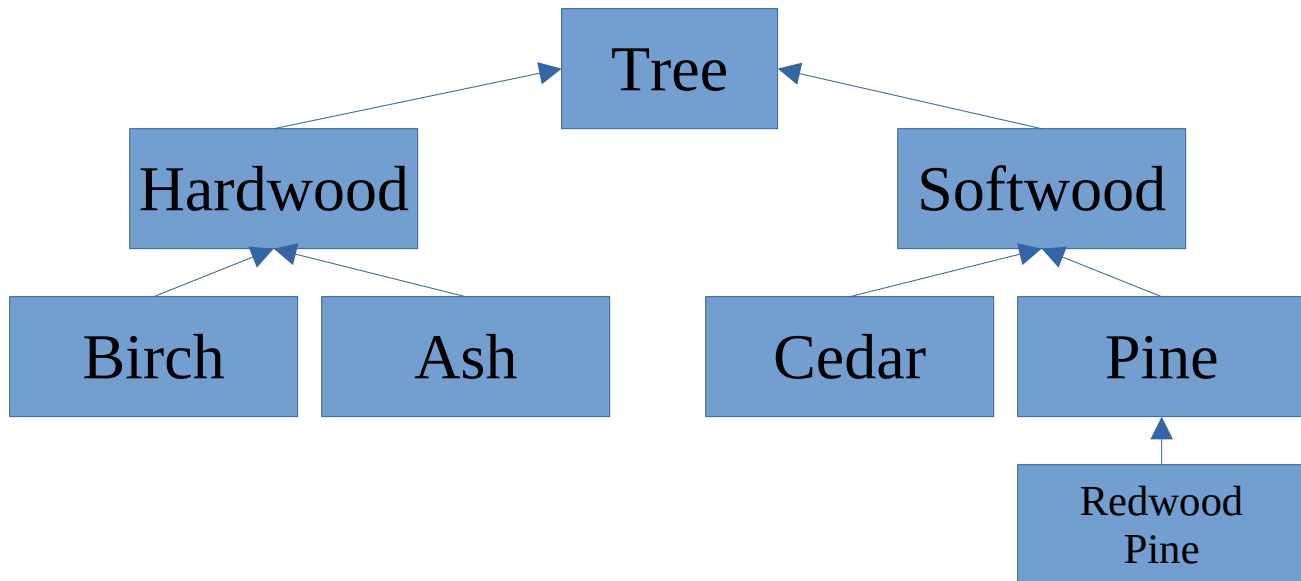 Tree
Hardwood
Softwood
Birch
Ash
Cedar
Pine
Redwood
Pine